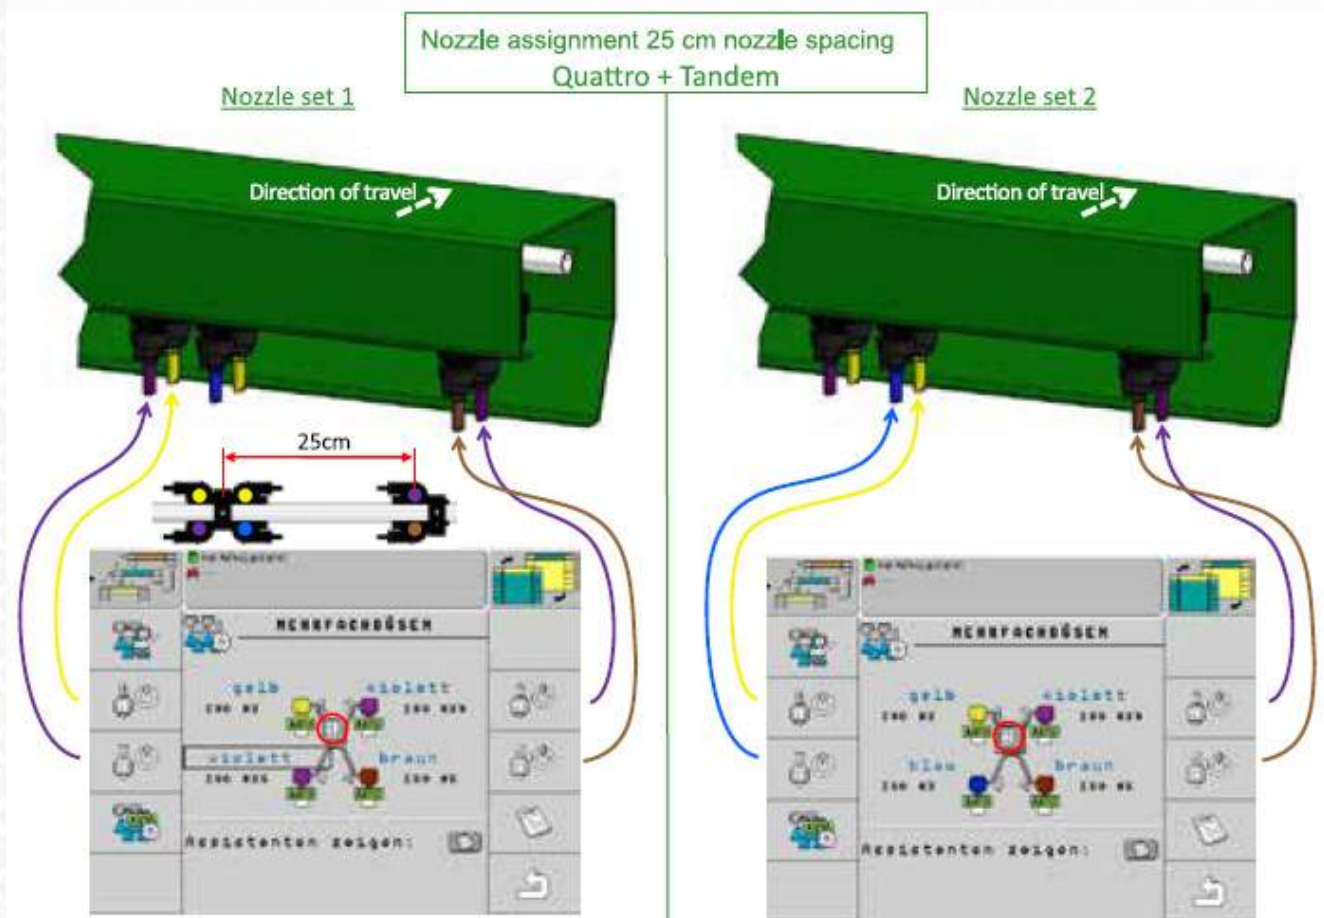 Nozzle assignment 25 cm nozzle spacing
Quattro + Tandem
Nozzle set 1
Nozzle set 2
Direction of travel
Direction of travel
25cm
MEHRFACHDÜSEN
gelb
violett
violett
braun
Assistenten zeigen:
MEHRFACHDÜSEN
gelb
violett
blau
braun
Assistenten zeigen: